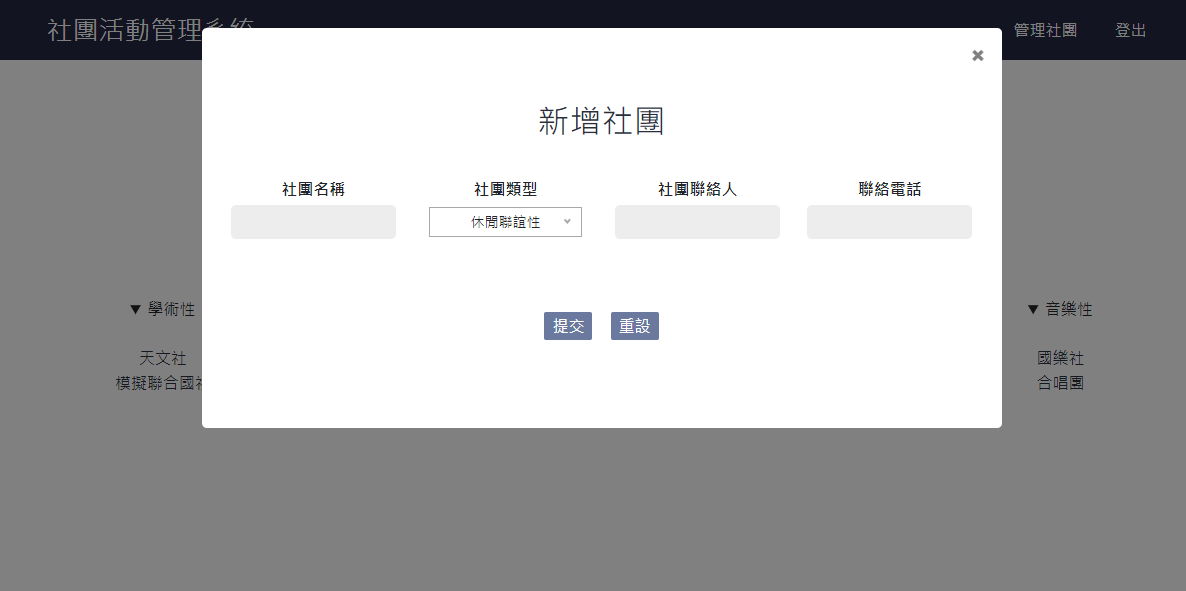 社團活動管理系統
管理社團
登出
✖
新增社團
社團名稱
社團類型
社團聯絡人
聯絡電話
休閒聯誼性
提交
重設
▼ 學術性
▼ 音樂性
天文社
國樂社
模擬聯合國社
合唱團